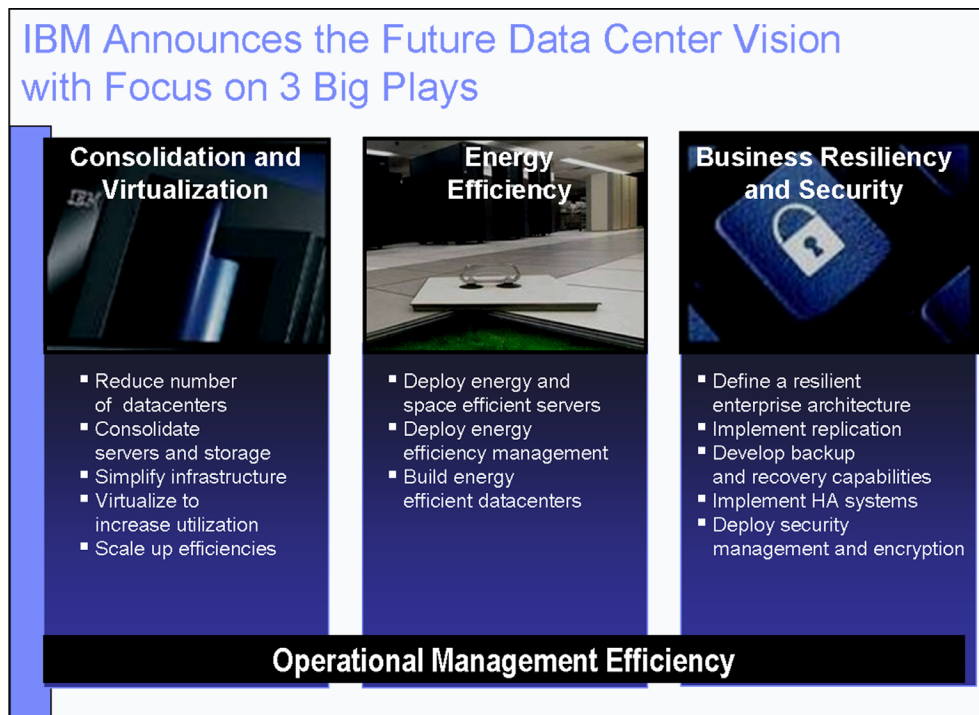 IBM Announces the Future Data Center Vision
with Focus on 3 Big Plays
Consolidation and
Virtualization
IBM
▪ Reduce number
of datacenters
▪ Consolidate
servers and storage
▪ Simplify infrastructure
▪ Virtualize to
increase utilization
▪ Scale up efficiencies
Energy
Efficiency
▪ Deploy energy and
space efficient servers
▪ Deploy energy
efficiency management
▪ Build energy
efficient datacenters
Business Resiliency
and Security
▪ Define a resilient
enterprise architecture
▪ Implement replication
▪ Develop backup
and recovery capabilities
▪ Implement HA systems
▪ Deploy security
management and encryption
Operational Management Efficiency